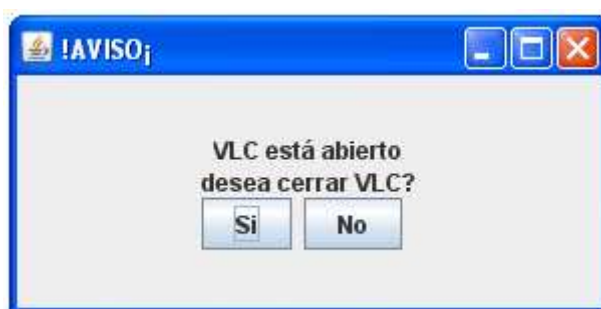 !AVISO¡
VLC está abierto
desea cerrar VLC?
Si No